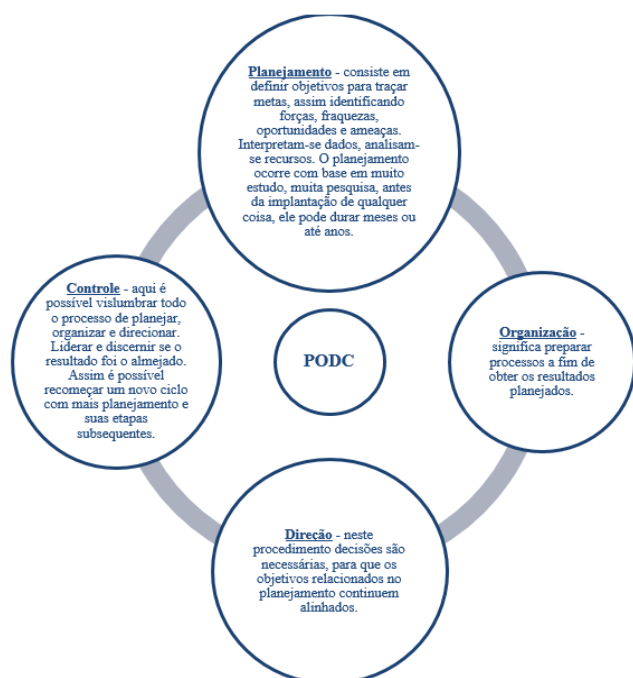 Planejamento - consiste em
definir objetivos para traçar
metas, assim identificando
forças, fraquezas,
oportunidades e ameaças.
Interpretam-se dados, analisam-
se recursos. O planejamento
ocorre com base em muito
estudo, muita pesquisa, antes
da implantação de qualquer
coisa, ele pode durar meses ou
até anos.
Controle - aqui é
possível vislumbrar todo
o processo de planejar,
organizar e direcionar.
Liderar e discernir se o
resultado foi o almejado.
Assim é possível
recomeçar um novo ciclo
com mais planejamento e
suas etapas
subsequentes.
PODC
Organização -
significa preparar
processos a fim de
obter os resultados
planejados.
Direção - neste
procedimento decisões são
necessárias, para que os
objetivos relacionados no
planejamento continuem
alinhados.